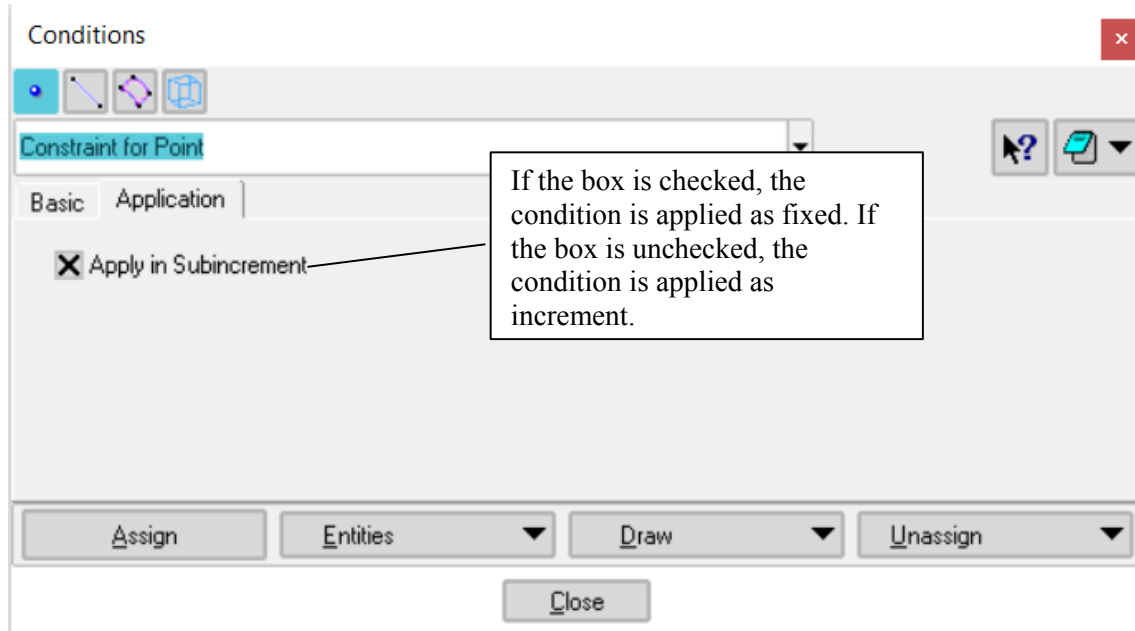 Conditions
Constraint for Point
Basic Application
Apply in Subincrement
If the box is checked, the
condition is applied as fixed. If
the box is unchecked, the
condition is applied as
increment.
Assign Entities Draw Unassign
Close